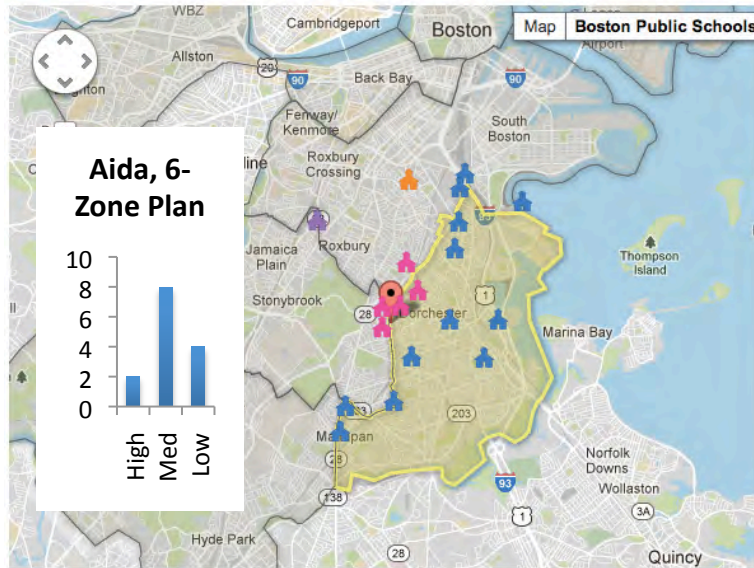 WBZ
Cambridgeport
Boston
Map
Boston Public Schools
Airport
Allston
20
90
Back Bay
90
Fenway/
Kenmore
South
Boston
Aida, 6-
Zone Plan
Roxbury
Crossing
93
Jamaica
Plain
Roxbury
Thompson
Island
10
8
6
4
2
0
High
Med
Low
Stonybrook
28
1
Dorchester
Marina Bay
203
203
Mattapan
28
138
93
Norfolk
Downs
Wollaston
1
3A
Hyde Park
28
Quincy